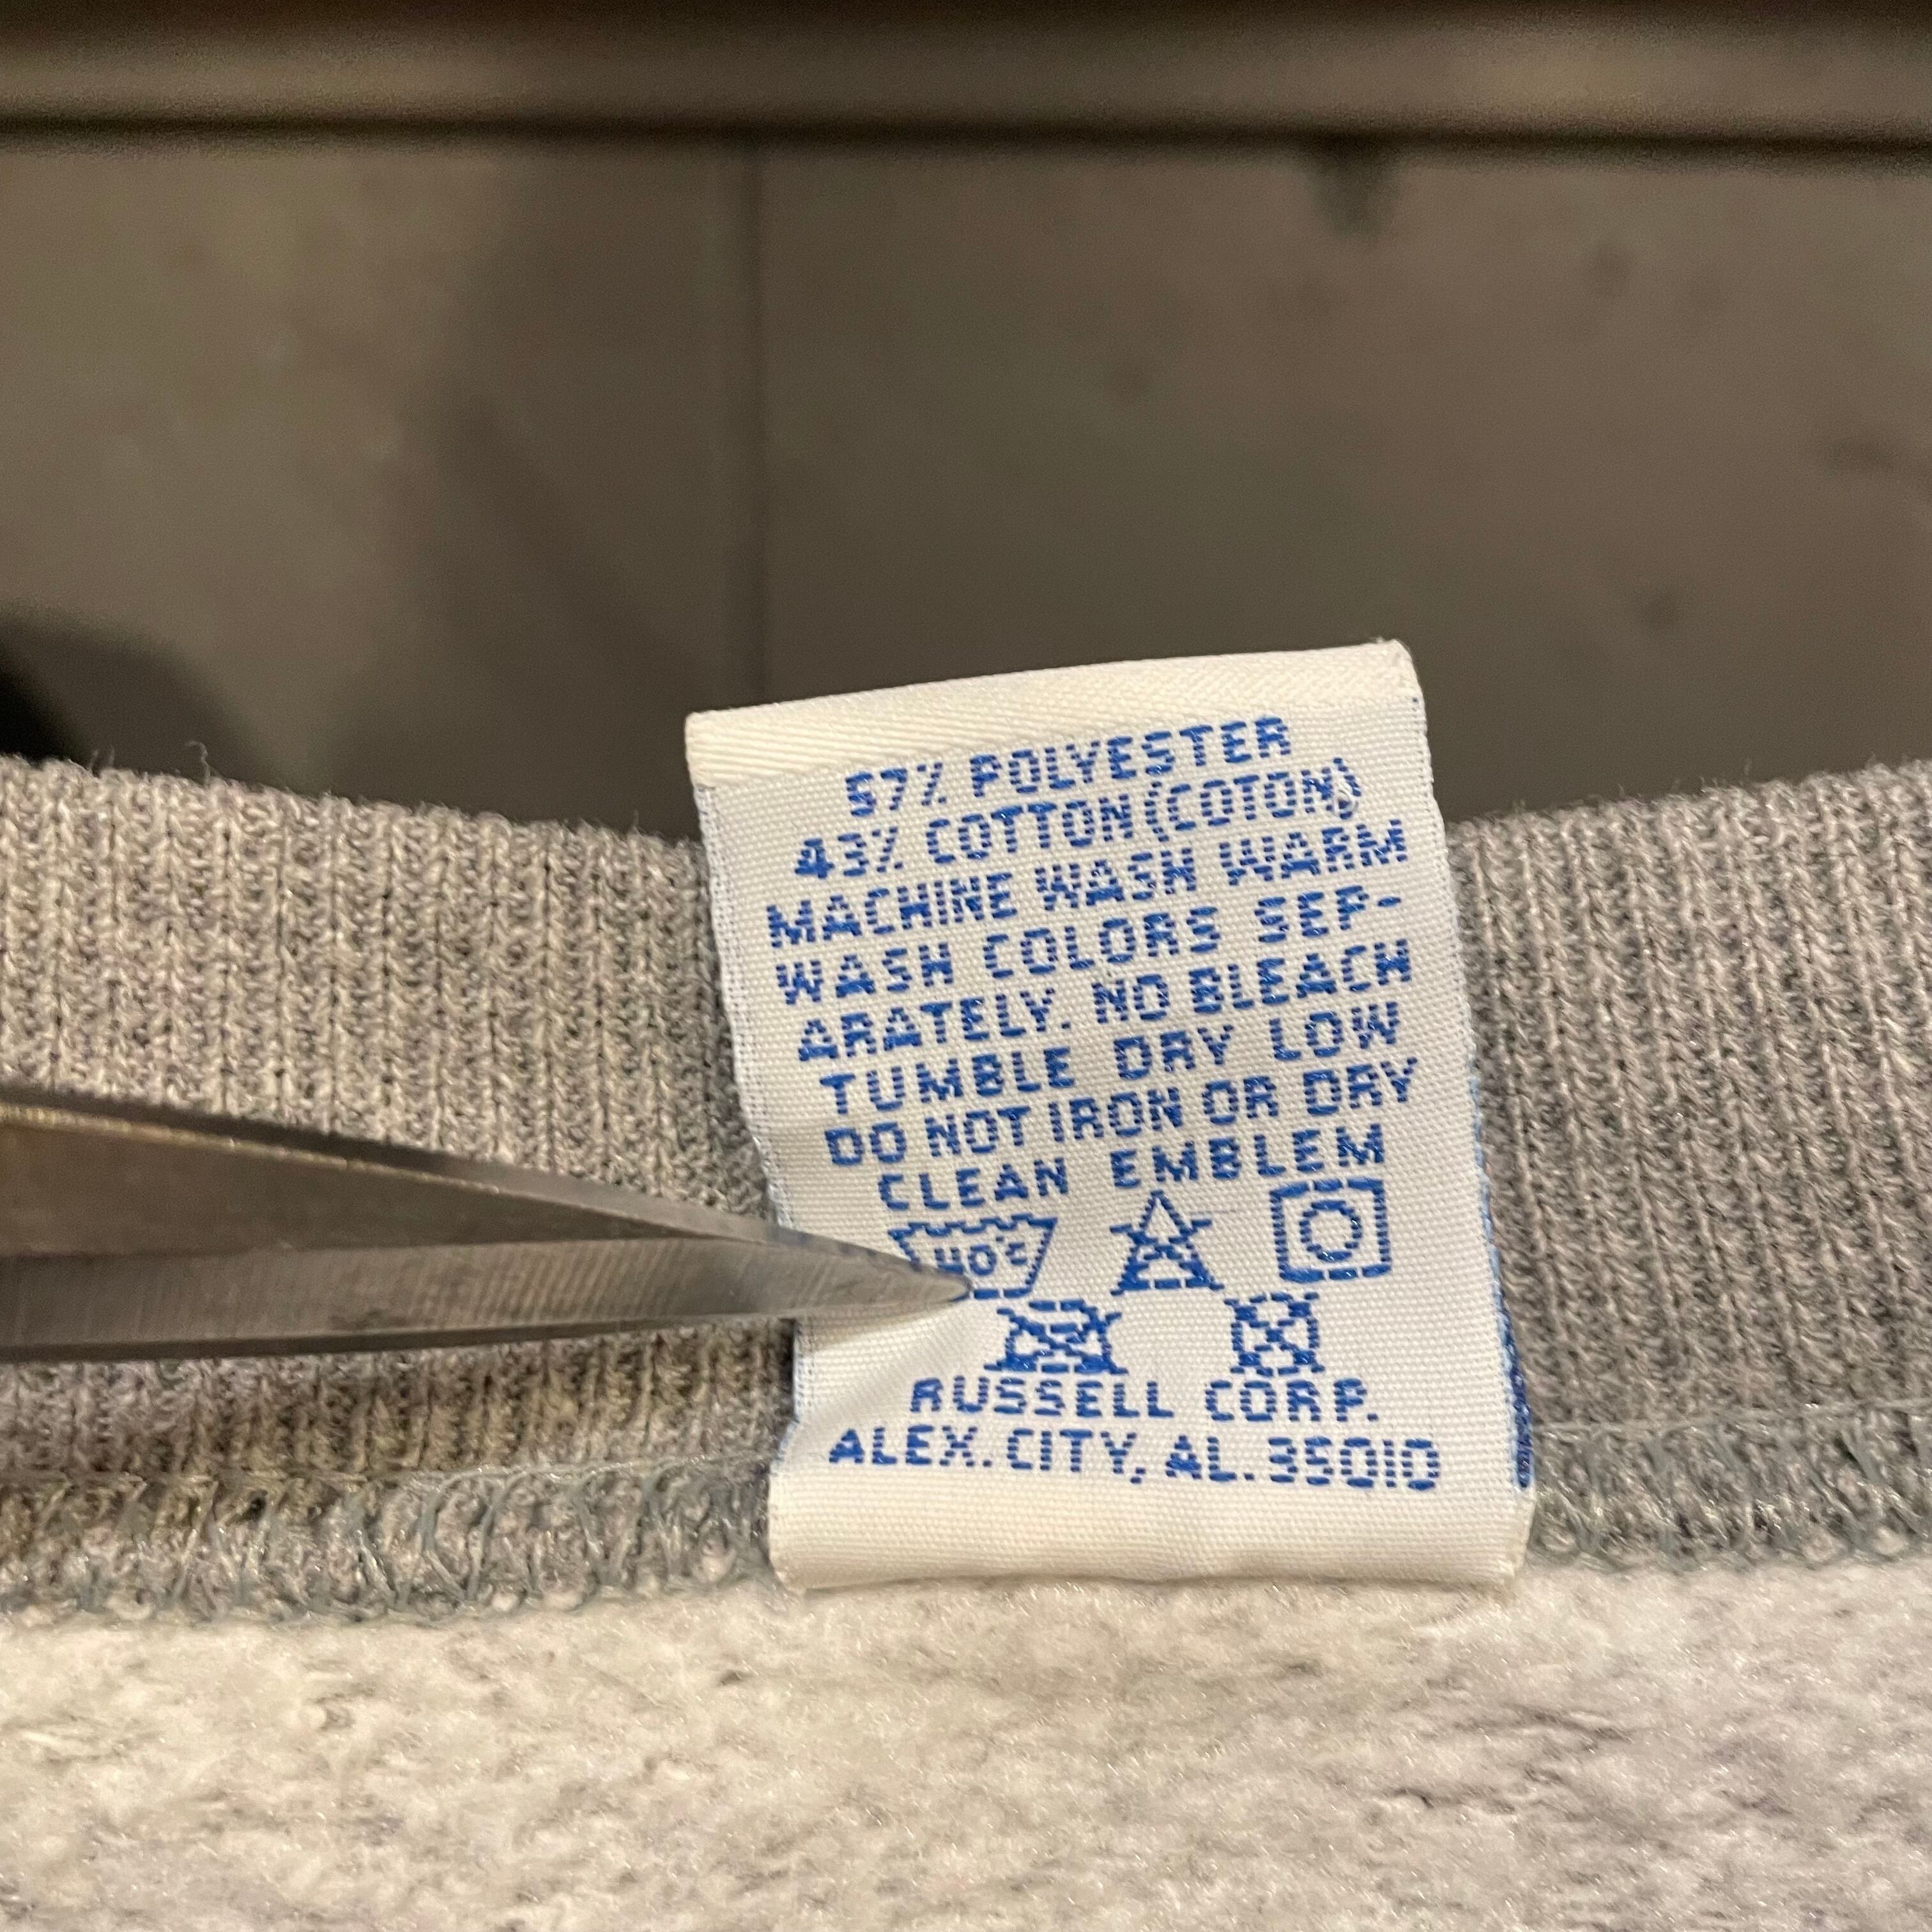 57% POLYESTER
43% COTTON (COTON)
MACHINE WASH WARM
WASH COLORS SEP-
ARATELY. NO BLEACH
TUMBLE DRY LOW
DO NOT IRON OR DRY
CLEAN EMBLEM
40°C
RUSSELL CORP.
ALEX. CITY, AL. 35010